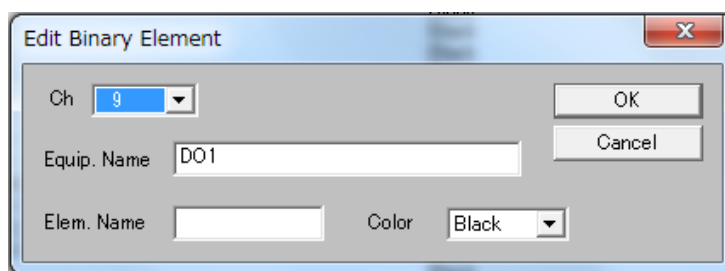 Edit Binary Element
Ch 9
OK
Cancel
Equip. Name DO1
Elem. Name Color Black